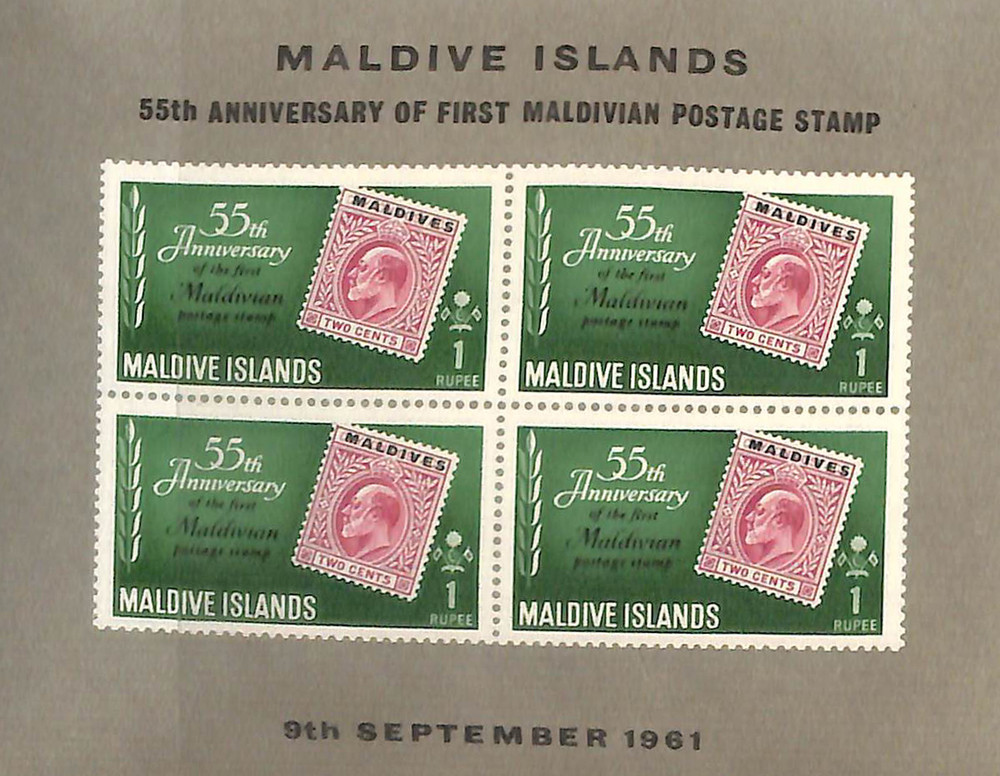 MALDIVE ISLANDS
55th ANNIVERSARY OF FIRST MALDIVIAN POSTAGE STAMP
55th
Anniversary
of the first
Maldivian
postage stamp
MALDIVES
TWO CENTS
1
RUPEE
MALDIVE ISLANDS
55th
Anniversary
of the first
Maldivian
postage stamp
MALDIVES
TWO CENTS
1
RUPEE
MALDIVE ISLANDS
55th
Anniversary
of the first
Maldivian
postage stamp
MALDIVES
TWO CENTS
1
RUPEE
MALDIVE ISLANDS
55th
Anniversary
of the first
Maldivian
postage stamp
MALDIVES
TWO CENTS
1
RUPEE
MALDIVE ISLANDS
9th SEPTEMBER 1961